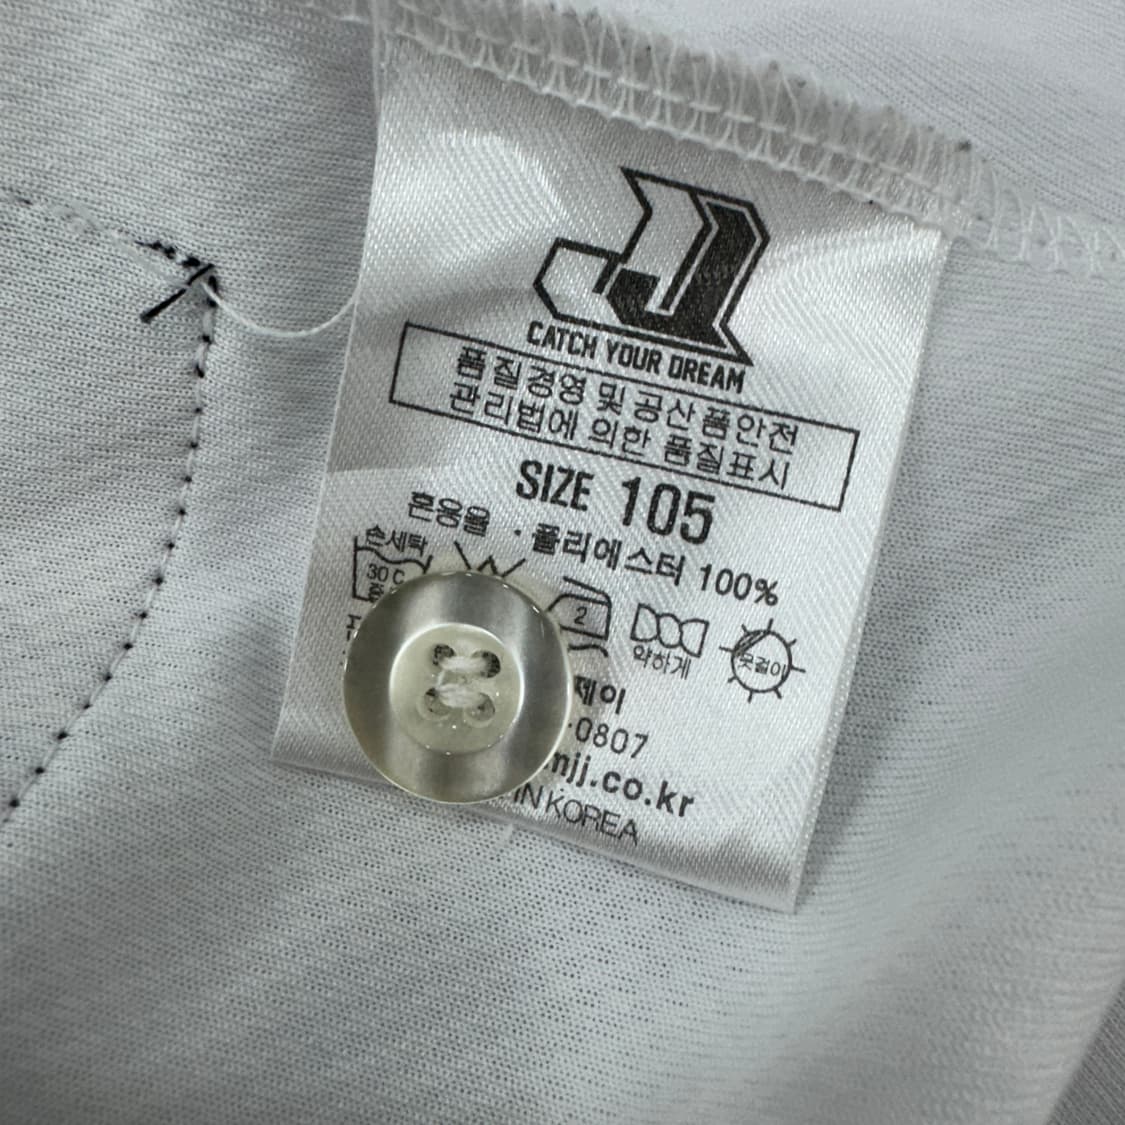 CATCH YOUR DREAM
품질경영 및 공산품안전
관리법에 의한 품질표시
SIZE 105
혼용율 · 폴리에스터 100%
손세탁
30 C
2
약하게
옷걸이
제이
0807
mjj.co.kr
IN KOREA